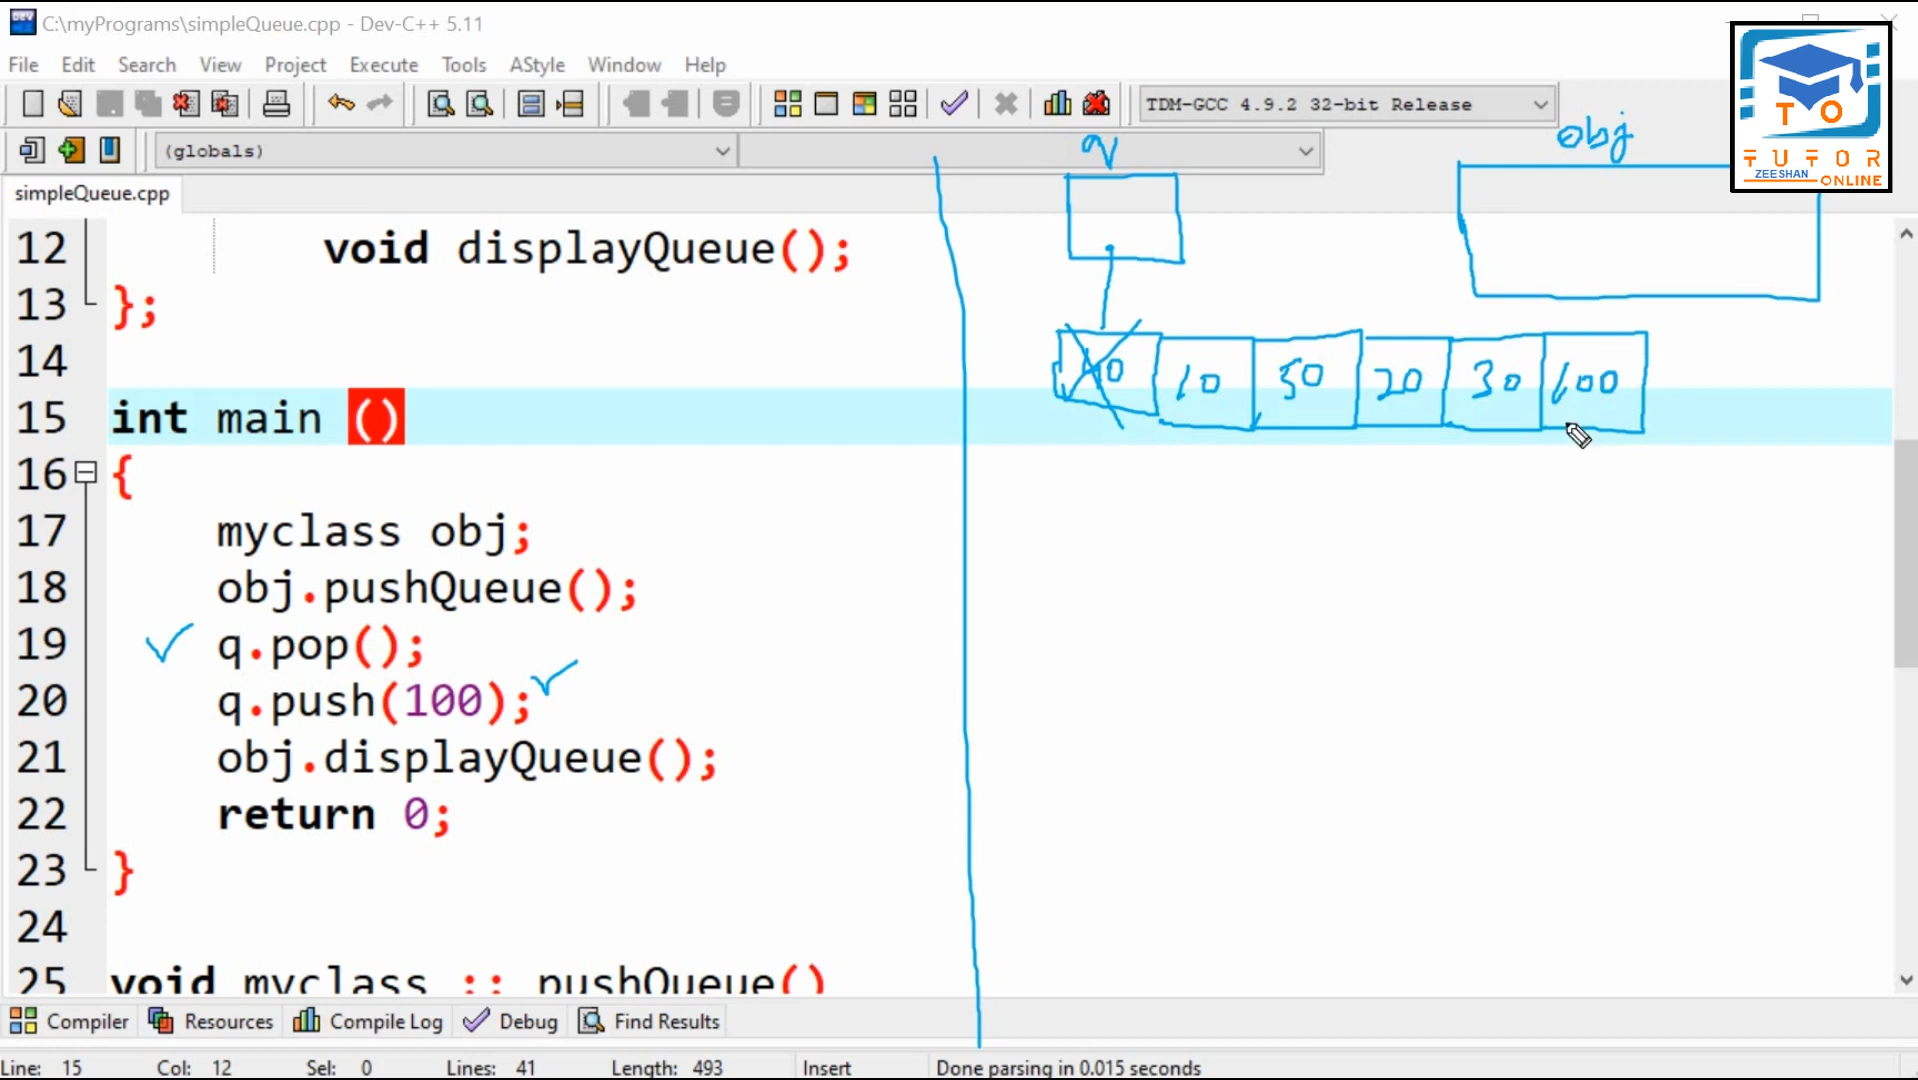 C:\myPrograms\simpleQueue.cpp - Dev-C++ 5.11
File Edit Search View Project Execute Tools AStyle Window Help
TDM-GCC 4.9.2 32-bit Release
(globals)
simpleQueue.cpp
TO
TUTOR
ZEESHAN ONLINE
q
obj
12 void displayQueue();
13 };
14
10 50 20 30 100
15 int main ()
16 {
17 myclass obj;
18 obj.pushQueue();
19 q.pop();
20 q.push(100);
21 obj.displayQueue();
22 return 0;
23 }
24
25 void myclass :: pushQueue()
Compiler Resources Compile Log Debug Find Results
Line: 15 Col: 12 Sel: 0 Lines: 41 Length: 493 Insert Done parsing in 0.015 seconds